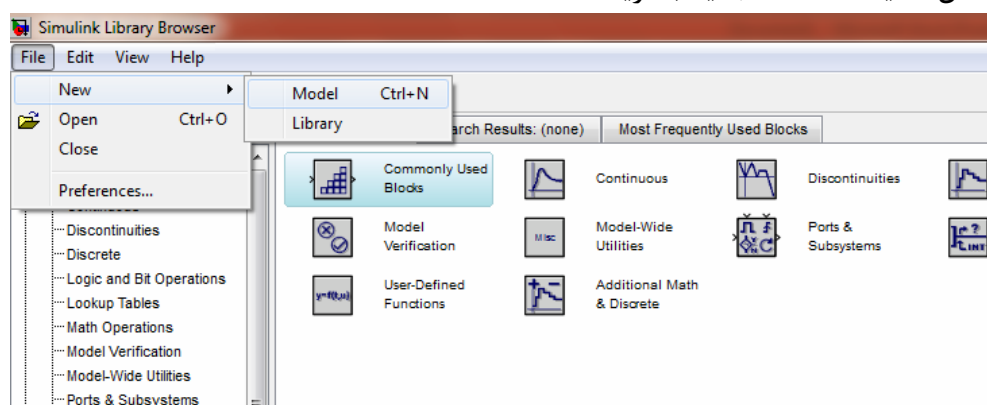 Simulink Library Browser
File Edit View Help
New
Model Ctrl+N
Open Ctrl+O
Library
Close
Preferences...
arch Results: (none)
Most Frequently Used Blocks
Discontinuities
Discrete
Logic and Bit Operations
Lookup Tables
Math Operations
Model Verification
Model-Wide Utilities
Ports & Subsystems
Commonly Used
Blocks
Continuous
Discontinuities
Model
Verification
Misc
Model-Wide
Utilities
Ports &
Subsystems
y=f(t,u)
User-Defined
Functions
Additional Math
& Discrete